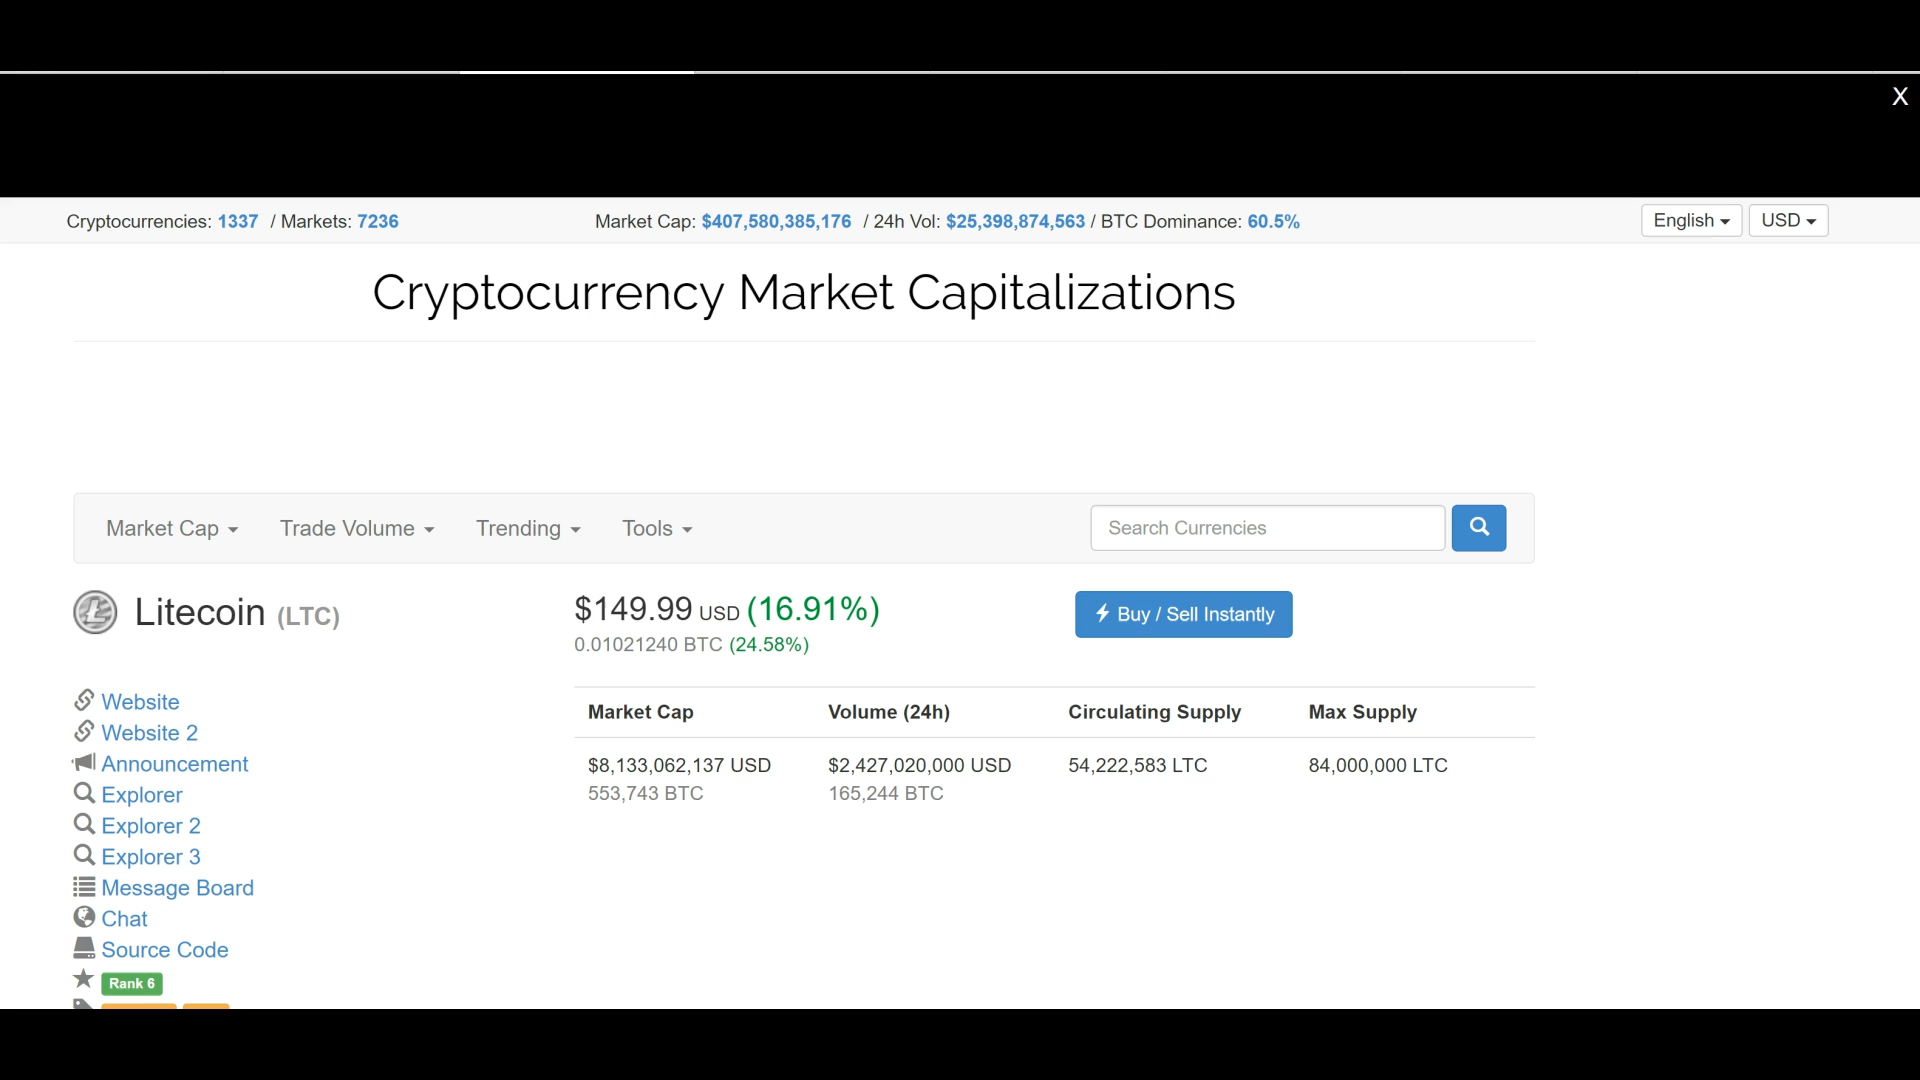 X
Cryptocurrencies: 1337 / Markets: 7236 Market Cap: $407,580,385,176 / 24h Vol: $25,398,874,563 / BTC Dominance: 60.5% English USD
Cryptocurrency Market Capitalizations
Market Cap Trade Volume Trending Tools Search Currencies
Litecoin (LTC) $149.99 USD (16.91%) Buy / Sell Instantly
0.01021240 BTC (24.58%)
Website
Website 2
Announcement
Explorer
Explorer 2
Explorer 3
Message Board
Chat
Source Code
Rank 6
Market Cap Volume (24h) Circulating Supply Max Supply
$8,133,062,137 USD $2,427,020,000 USD 54,222,583 LTC 84,000,000 LTC
553,743 BTC 165,244 BTC